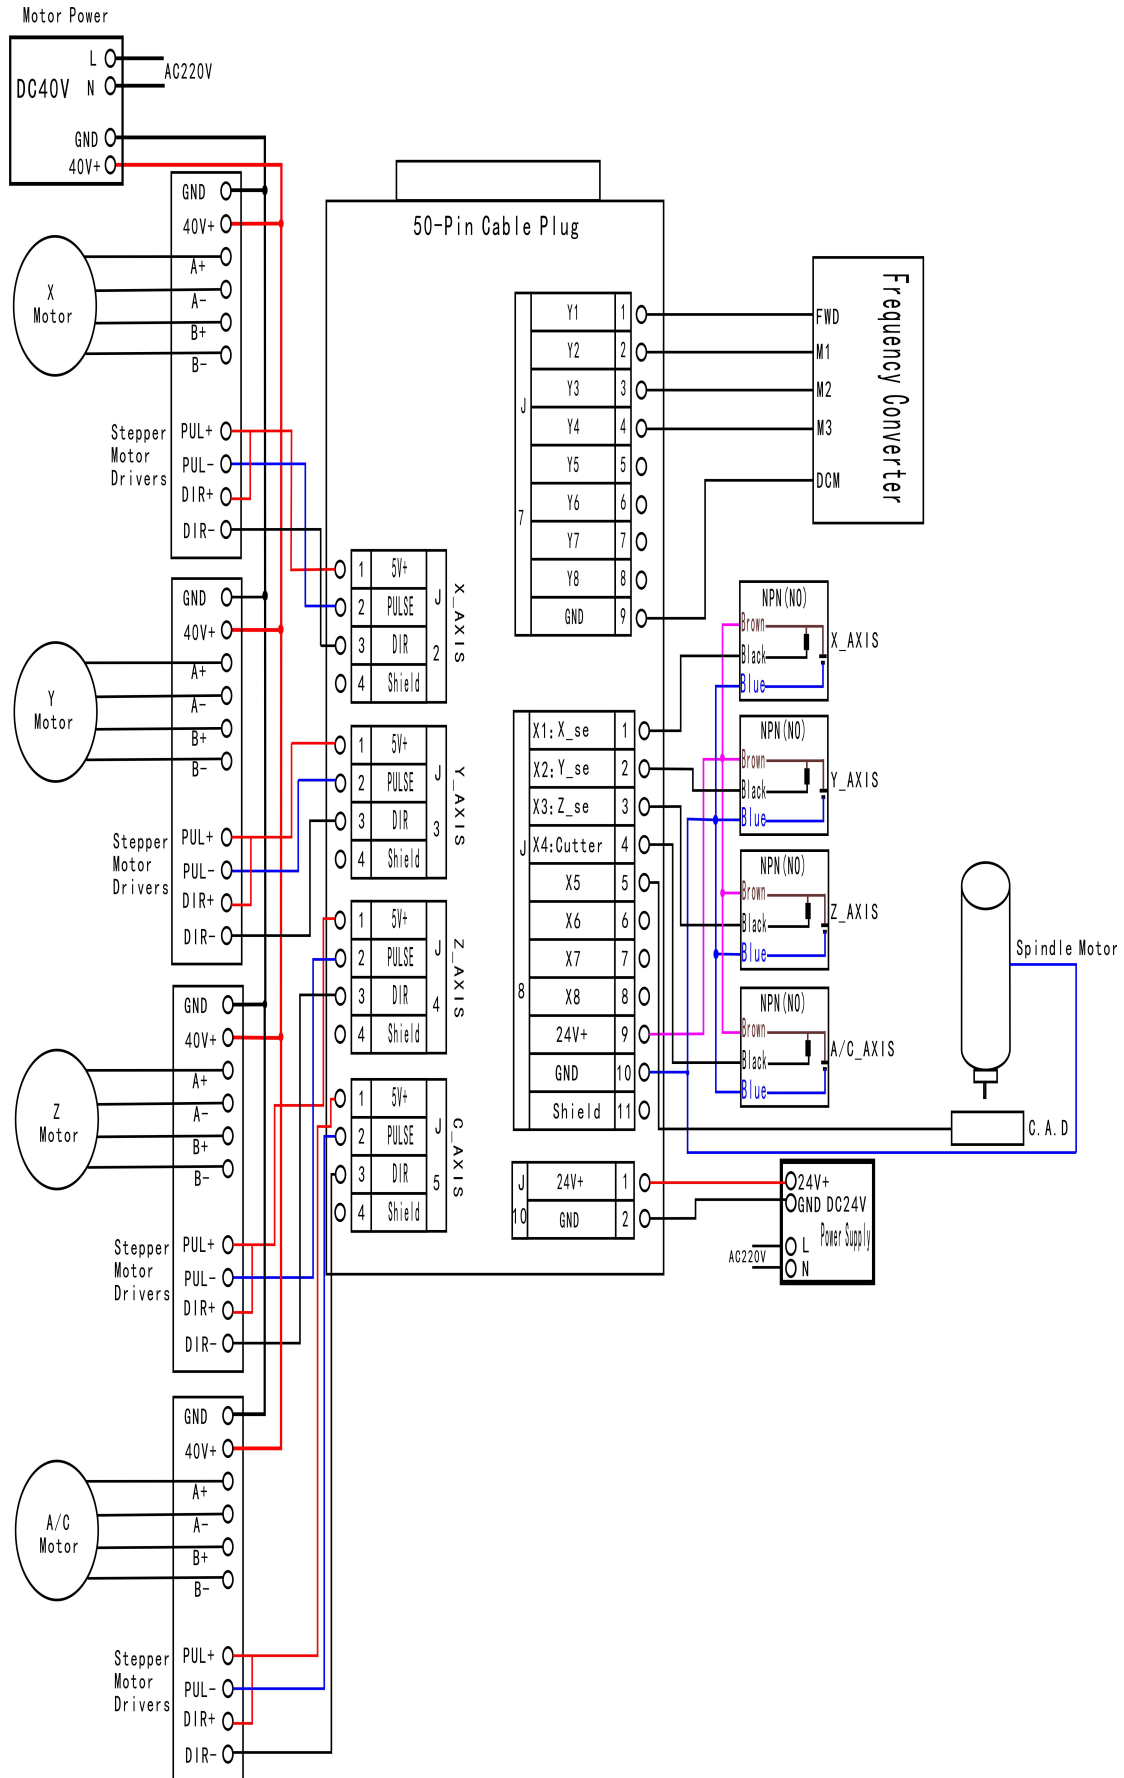 Motor Power
L
AC220V
DC40V
N
GND
40V+
GND
40V+
A+
A-
B+
B-
X
Motor
Stepper
Motor
Drivers
PUL+
PUL-
DIR+
DIR-
GND
40V+
A+
A-
B+
B-
Y
Motor
Stepper
Motor
Drivers
PUL+
PUL-
DIR+
DIR-
GND
40V+
A+
A-
B+
B-
Z
Motor
Stepper
Motor
Drivers
PUL+
PUL-
DIR+
DIR-
GND
40V+
A+
A-
B+
B-
A/C
Motor
Stepper
Motor
Drivers
PUL+
PUL-
DIR+
DIR-
50-Pin Cable Plug
1 5V+
2 PULSE
3 DIR
4 Shield
J 2
X_AXIS
1 5V+
2 PULSE
3 DIR
4 Shield
J 3
Y_AXIS
1 5V+
2 PULSE
3 DIR
4 Shield
J 4
Z_AXIS
1 5V+
2 PULSE
3 DIR
4 Shield
J 5
C_AXIS
J 7
Y1 1
Y2 2
Y3 3
Y4 4
Y5 5
Y6 6
Y7 7
Y8 8
GND 9
J 8
X1:X_se 1
X2:Y_se 2
X3:Z_se 3
X4:Cutter 4
X5 5
X6 6
X7 7
X8 8
24V+ 9
GND 10
Shield 11
J 10
24V+ 1
GND 2
FWD
M1
M2
M3
DCM
Frequency Converter
NPN(NO)
Brown
Black
Blue
X_AXIS
NPN(NO)
Brown
Black
Blue
Y_AXIS
NPN(NO)
Brown
Black
Blue
Z_AXIS
NPN(NO)
Brown
Black
Blue
A/C_AXIS
Spindle Motor
C.A.D
24V+
GND DC24V
Power Supply
AC220V
L
N